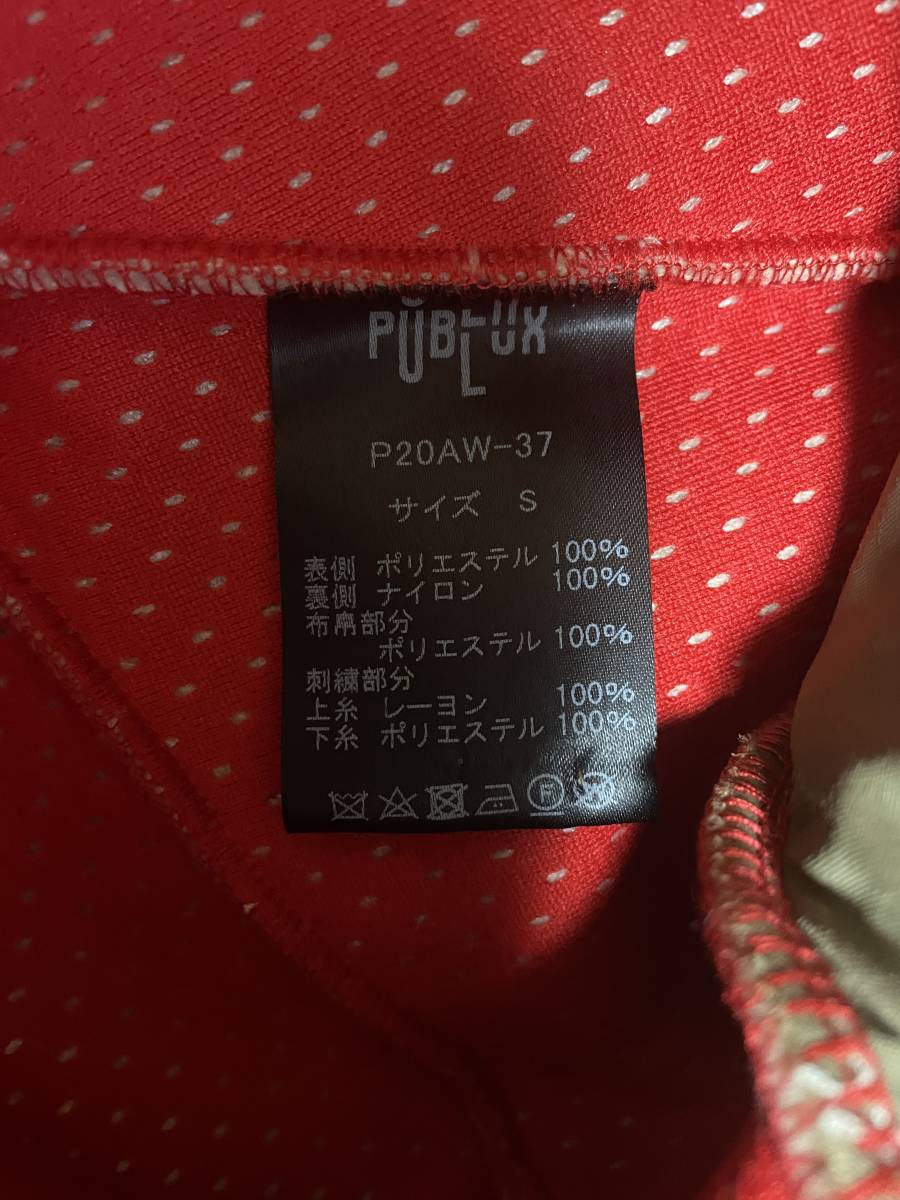 PŬBLŬX
P20AW-37
サイズ S
表側 ポリエステル 100%
裏側 ナイロン 100%
布帛部分
ポリエステル 100%
刺繍部分
上糸 レーヨン 100%
下糸 ポリエステル 100%
F W